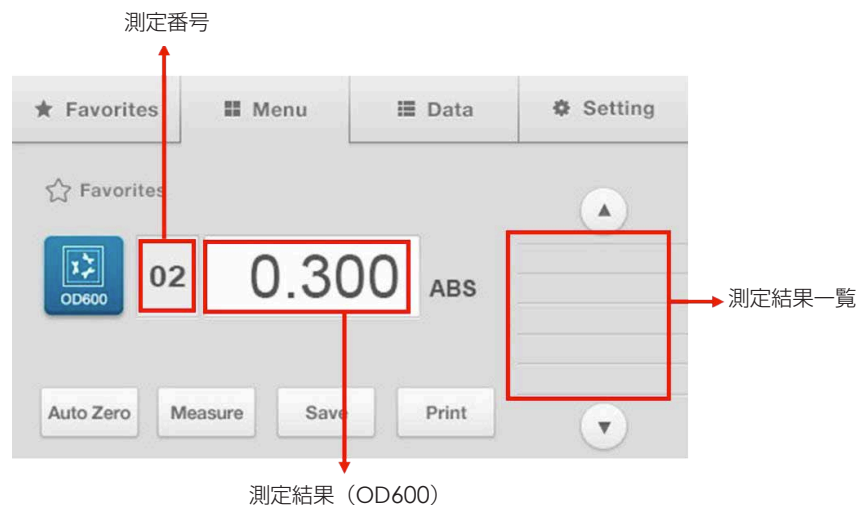 測定番号
★ Favorites
Menu
Data
Setting
☆ Favorites
OD600
02
0.300
ABS
測定結果一覧
Auto Zero
Measure
Save
Print
測定結果（OD600）